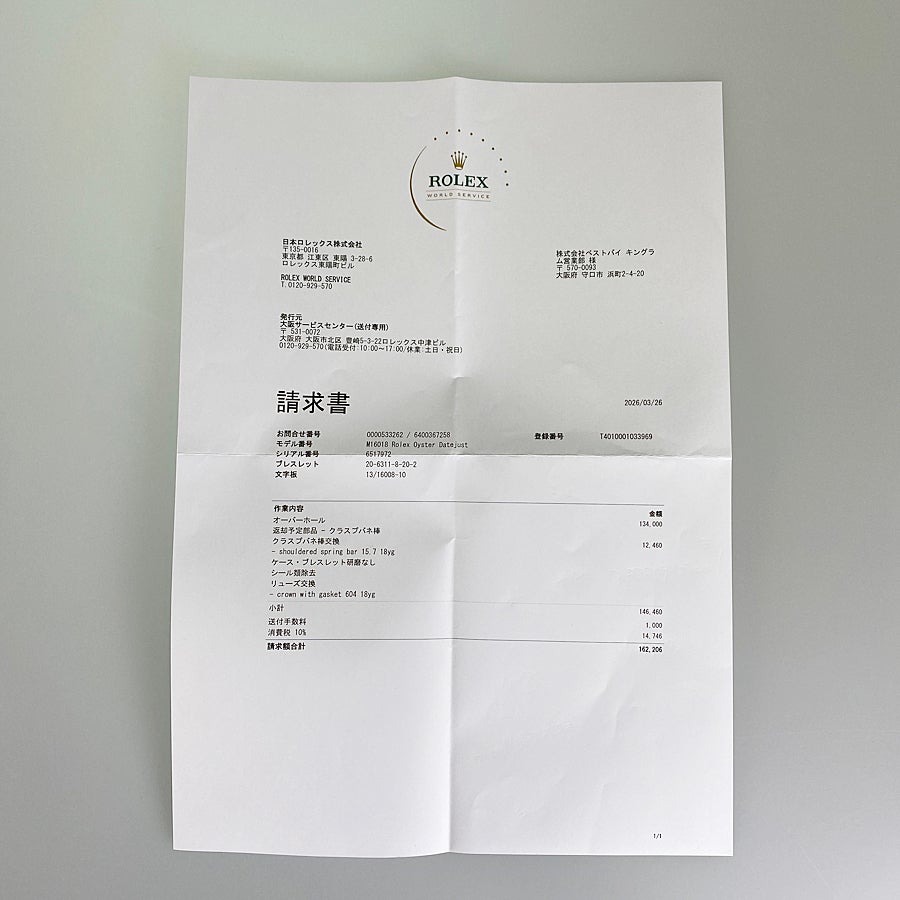 ROLEX
WORLD SERVICE
日本ロレックス株式会社
〒135-0016
東京都 江東区 東陽 3-28-6
ロレックス東陽町ビル
ROLEX WORLD SERVICE
T.0120-929-570
株式会社ベストバイ キングラ
ム営業部 様
〒 570-0093
大阪府 守口市 浜町2-4-20
発行元
大阪サービスセンター(送付専用)
〒 531-0072
大阪府 大阪市北区 豊崎5-3-22ロレックス中津ビル
0120-929-570(電話受付:10:00～17:00/休業:土日・祝日)
請求書
2026/03/26
お問合せ番号 0000533262 / 6400367258 登録番号 T4010001033969
モデル番号 M16018 Rolex Oyster Datejust
シリアル番号 6517972
ブレスレット 20-6311-8-20-2
文字板 13/16008-10
作業内容 金額
オーバーホール 134,000
返却予定部品 - クラスプバネ棒
クラスプバネ棒交換 12,460
- shouldered spring bar 15.7 18yg
ケース・ブレスレット研磨なし
シール類除去
リューズ交換
- crown with gasket 604 18yg
小計 146,460
送付手数料 1,000
消費税 10% 14,746
請求額合計 162,206
1/1